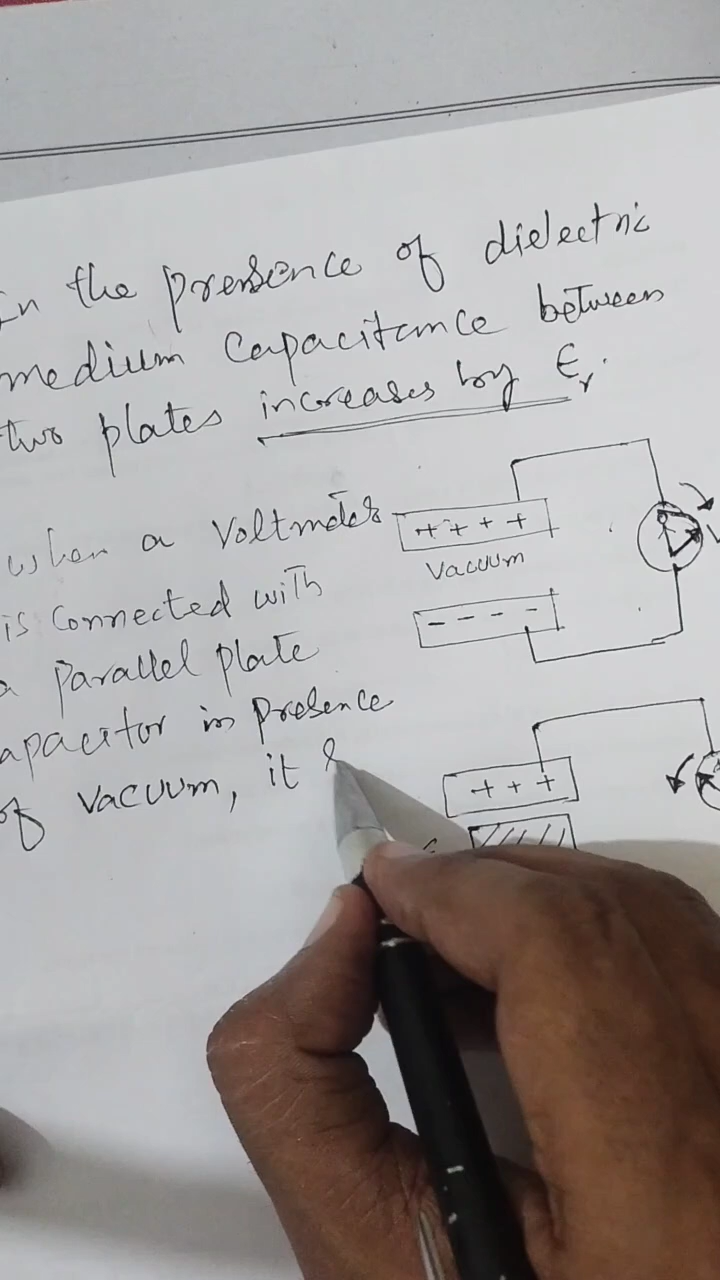 In the presence of dielectric
medium capacitance between
two plates increases by ϵr.
when a Voltmeter
is connected with
a parallel plate
apacitor in presence
of vacuum, it
+ + + +
Vacuum
- - - -
V
+ + +